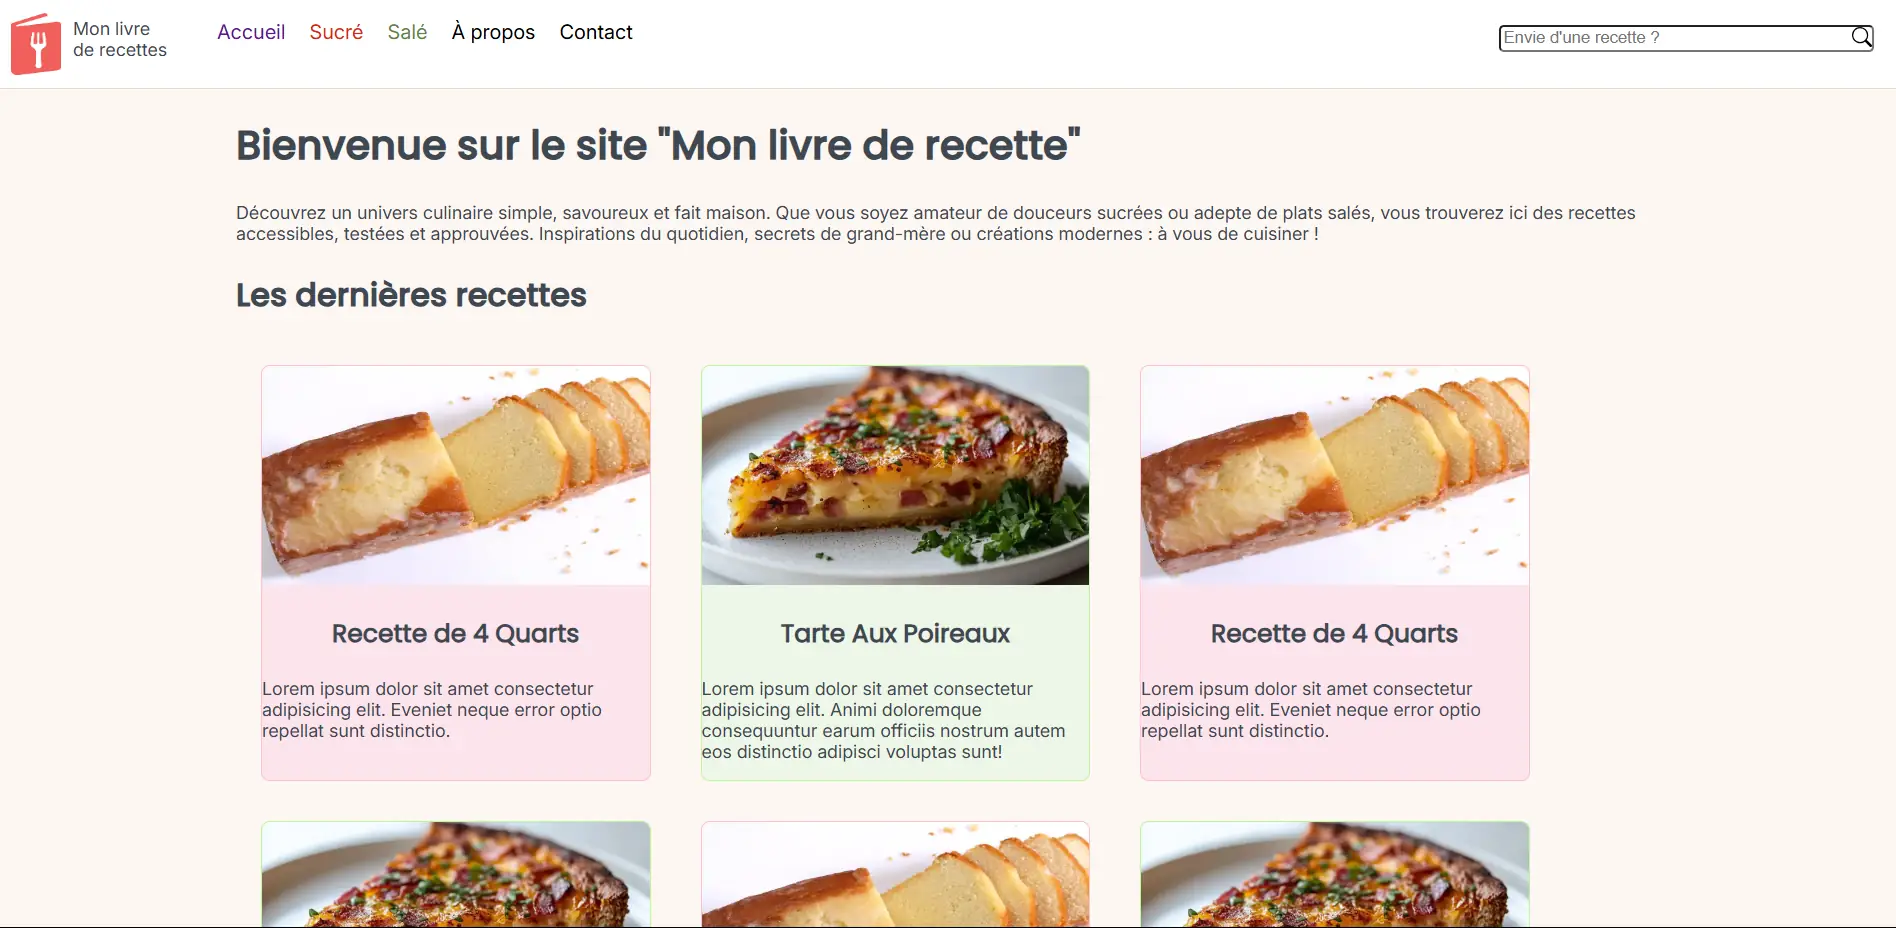 Mon livre
de recettes
Accueil Sucré Salé À propos Contact
Envie d'une recette ?
Bienvenue sur le site "Mon livre de recette"
Découvrez un univers culinaire simple, savoureux et fait maison. Que vous soyez amateur de douceurs sucrées ou adepte de plats salés, vous trouverez ici des recettes
accessibles, testées et approuvées. Inspirations du quotidien, secrets de grand-mère ou créations modernes : à vous de cuisiner !
Les dernières recettes
Recette de 4 Quarts
Lorem ipsum dolor sit amet consectetur
adipisicing elit. Eveniet neque error optio
repellat sunt distinctio.
Tarte Aux Poireaux
Lorem ipsum dolor sit amet consectetur
adipisicing elit. Animi doloremque
consequuntur earum officiis nostrum autem
eos distinctio adipisci voluptas sunt!
Recette de 4 Quarts
Lorem ipsum dolor sit amet consectetur
adipisicing elit. Eveniet neque error optio
repellat sunt distinctio.